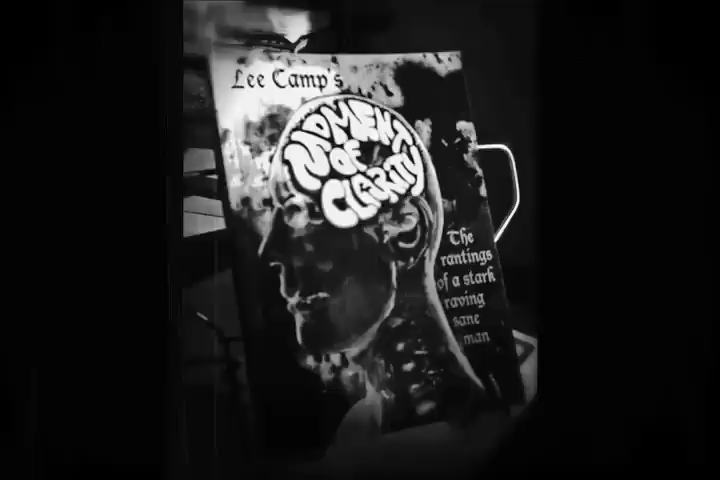 Lee Camp's
MOMENT
OF
CLARITY
The
rantings
of a stark
raving
sane
man